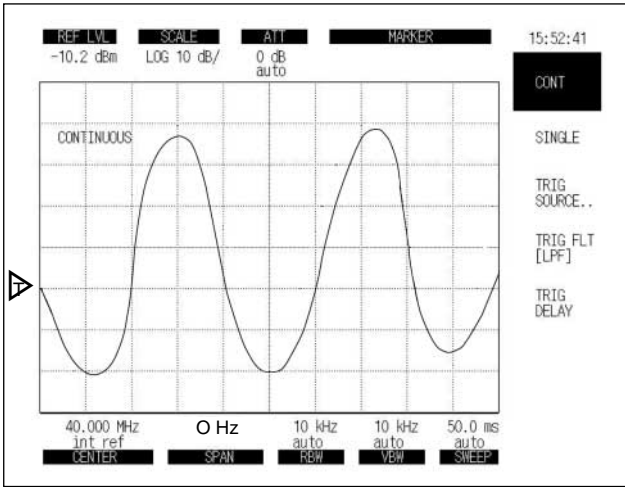 REF LVL SCALE ATT MARKER 15:52:41
-10.2 dBm LOG 10 dB/ 0 dB
auto
CONT
CONTINUOUS
SINGLE
TRIG
SOURCE..
TRIG FLT
[LPF]
T
TRIG
DELAY
40.000 MHz O Hz 10 kHz 10 kHz 50.0 ms
int ref auto auto auto
CENTER SPAN RBW VBW SWEEP